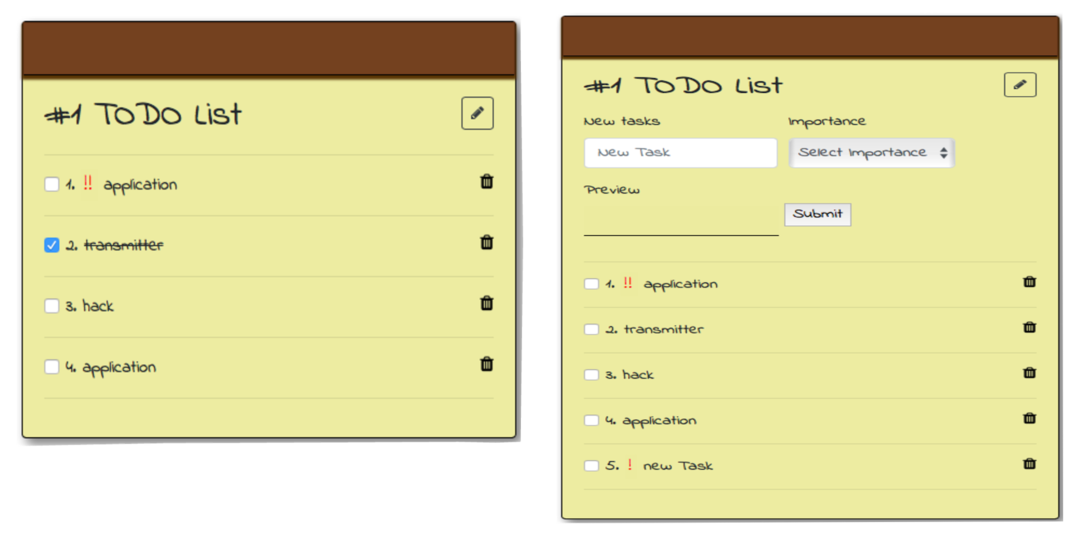 #1 TODO List
1. !! application
2. transmitter
3. hack
4. application
#1 TODO List
New tasks Importance
New Task Select Importance
Preview
Submit
1. !! application
2. transmitter
3. hack
4. application
5. ! new Task